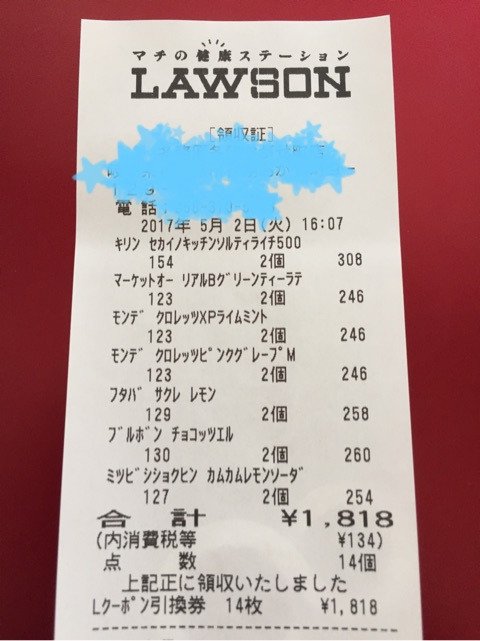 マチの健康ステーション
LAWSON
[領収証]
電話
2017年 5月 2日(火) 16:07
ｷﾘﾝ ｾｶｲﾉｷｯﾁﾝｿﾙﾃｨﾗｲﾁ500
154 2個 308
ﾏｰｹｯﾄｵｰ ﾘｱﾙBｸﾞﾘｰﾝﾃｨｰﾗﾃ
123 2個 246
ﾓﾝﾃﾞ ｸﾛﾚｯﾂXPﾗｲﾑﾐﾝﾄ
123 2個 246
ﾓﾝﾃﾞ ｸﾛﾚｯﾂﾋﾟﾝｸｸﾞﾚｰﾌﾟM
123 2個 246
ﾌﾀﾊﾞ ｻｸﾚ ﾚﾓﾝ
129 2個 258
ﾌﾞﾙﾎﾞﾝ ﾁｮｺｯﾂｴﾙ
130 2個 260
ﾐﾂﾋﾞｼｼｮｸﾋﾝ ｶﾑｶﾑﾚﾓﾝｿｰﾀﾞ
127 2個 254
合 計 ¥1,818
(内消費税等 ¥134)
点 数 14個
上記正に領収いたしました
Lｸｰﾎﾟﾝ引換券 14枚 ¥1,818